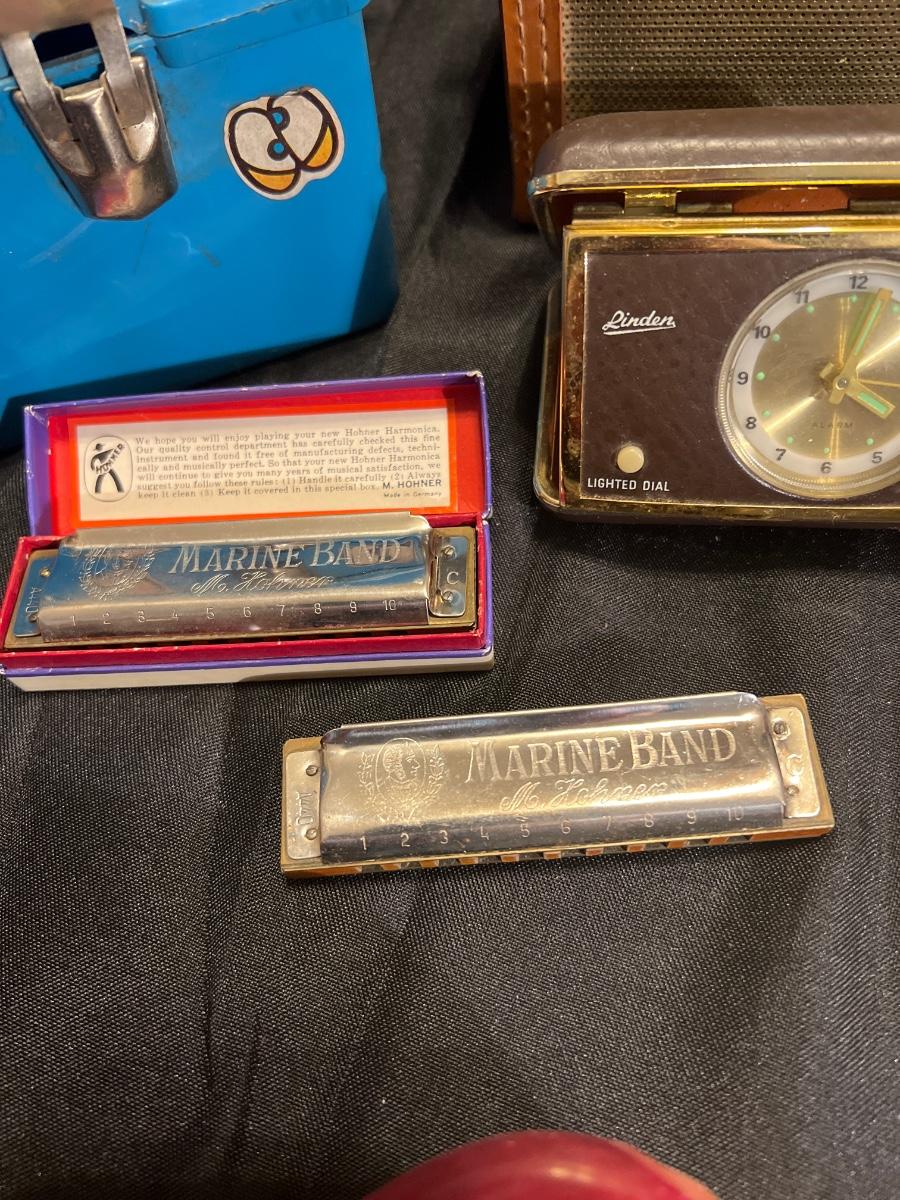 Linden
12
11
10
9
8
7
6
5
ALARM
LIGHTED DIAL
HOHNER
We hope you will enjoy playing your new Hohner Harmonica.
Our quality control department has carefully checked this fine
instrument and found it free of manufacturing defects, techni-
cally and musically perfect. So that your new Hohner Harmonica
will continue to give you many years of musical satisfaction, we
suggest you follow these rules: (1) Handle it carefully (2) Always
keep it clean (3) Keep it covered in this special box. M. HOHNER
Made in Germany
MARINE BAND
M. Hohner
C
A440
1 2 3 4 5 6 7 8 9 10
MARINE BAND
M. Hohner
C
1 2 3 4 5 6 7 8 9 10